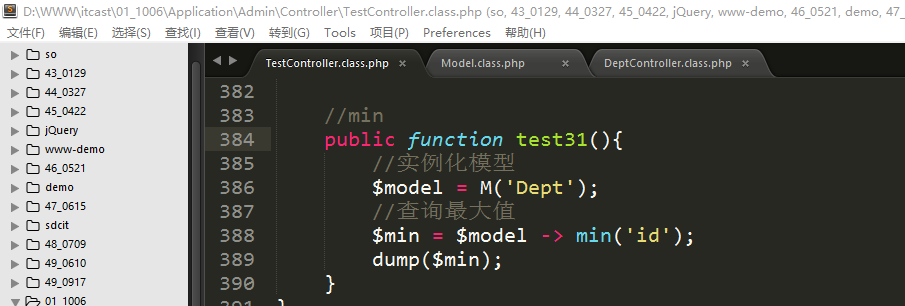 D:\WWW\itcast\01_1006\Application\Admin\Controller\TestController.class.php (so, 43_0129, 44_0327, 45_0422, jQuery, www-demo, 46_0521, demo, 47_
文件(F) 编辑(E) 选择(S) 查找(I) 查看(V) 转到(G) Tools 项目(P) Preferences 帮助(H)
so
43_0129
44_0327
45_0422
jQuery
www-demo
46_0521
demo
47_0615
sdcit
48_0709
49_0610
49_0917
01_1006
TestController.class.php × Model.class.php × DeptController.class.php ×
382
383 //min
384 public function test31(){
385 //实例化模型
386 $model = M('Dept');
387 //查询最大值
388 $min = $model -> min('id');
389 dump($min);
390 }
391 }